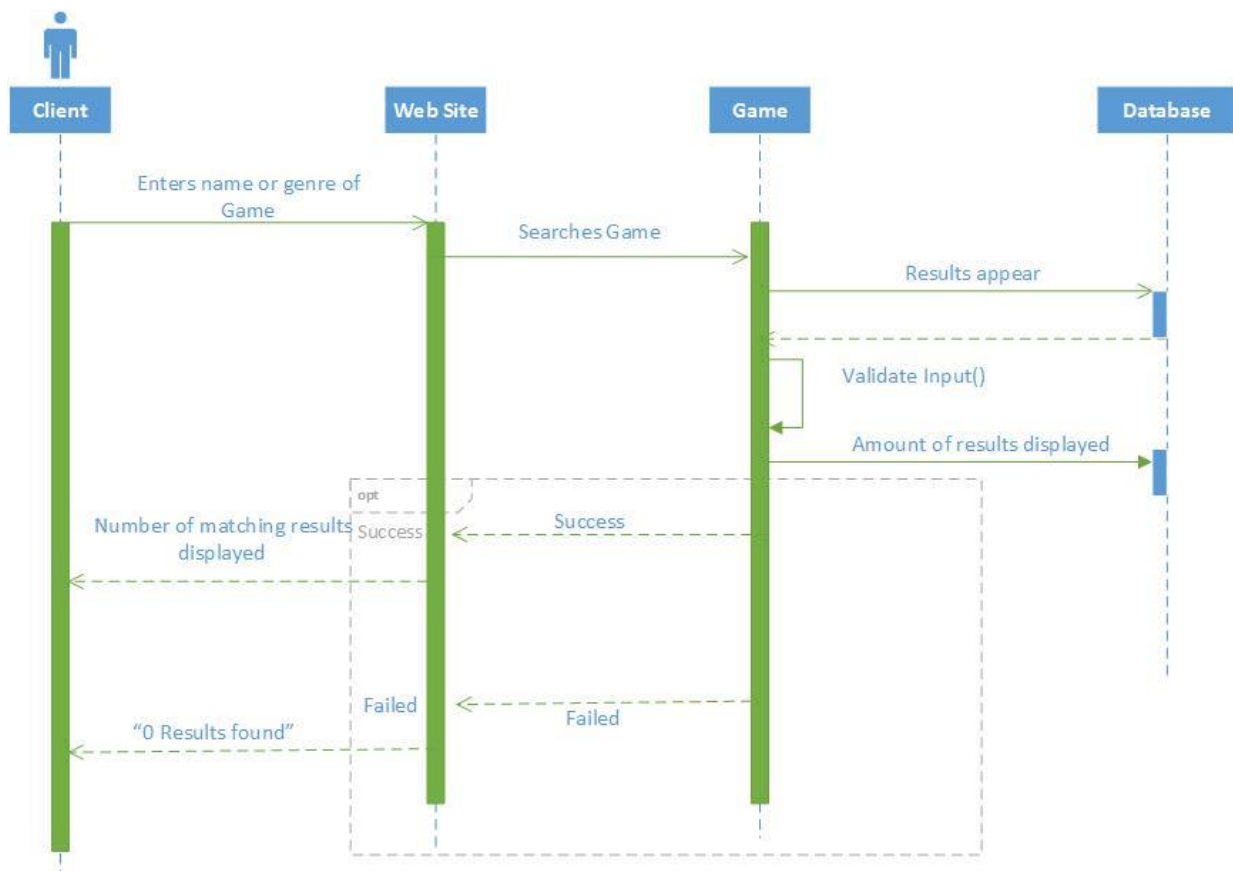 Client
Web Site
Game
Database
Enters name or genre of
Game
Searches Game
Results appear
Validate Input()
Amount of results displayed
opt
Success
Success
Number of matching results
displayed
Failed
Failed
“0 Results found”